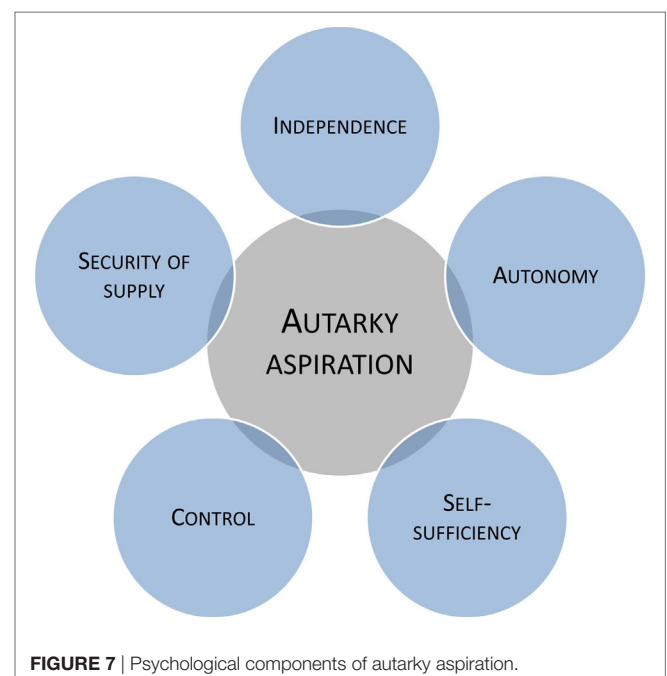 INDEPENDENCE
SECURITY OF
SUPPLY
AUTONOMY
AUTARKY
ASPIRATION
CONTROL
SELF-
SUFFICIENCY
FIGURE 7 | Psychological components of autarky aspiration.